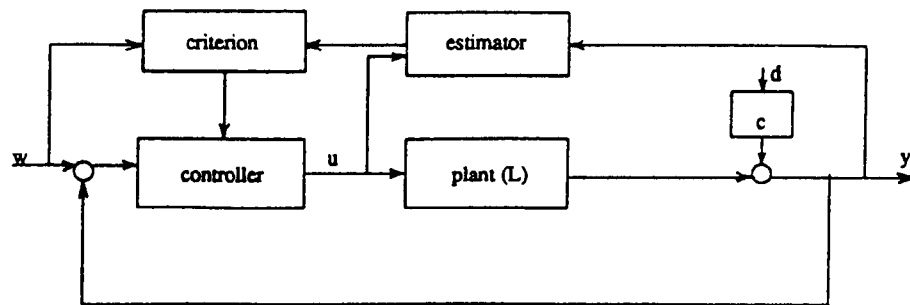 criterion
estimator
d
c
w
controller
u
plant (L)
y